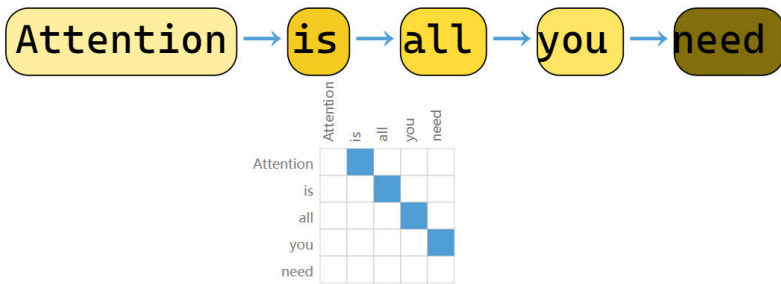 Attention is all you need
Attention is all you need
Attention
is
all
you
need